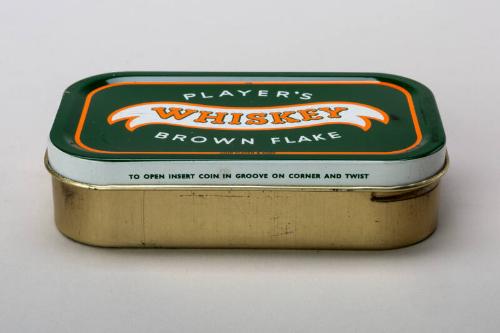 PLAYER'S
WHISKEY
BROWN FLAKE
TO OPEN INSERT COIN IN GROOVE ON CORNER AND TWIST